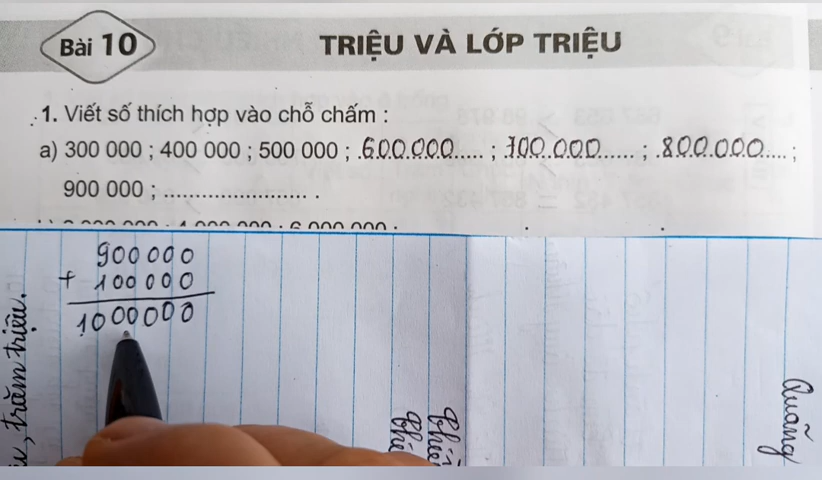 Bài 10
TRIỆU VÀ LỚP TRIỆU
1. Viết số thích hợp vào chỗ chấm :
a) 300 000 ; 400 000 ; 500 000 ; .600.000..... ; 700.000...... ; .800.000.... ;
900 000 ; ........................ .
900000
+ 100000
1000000
, trăm triệu.
Quãng